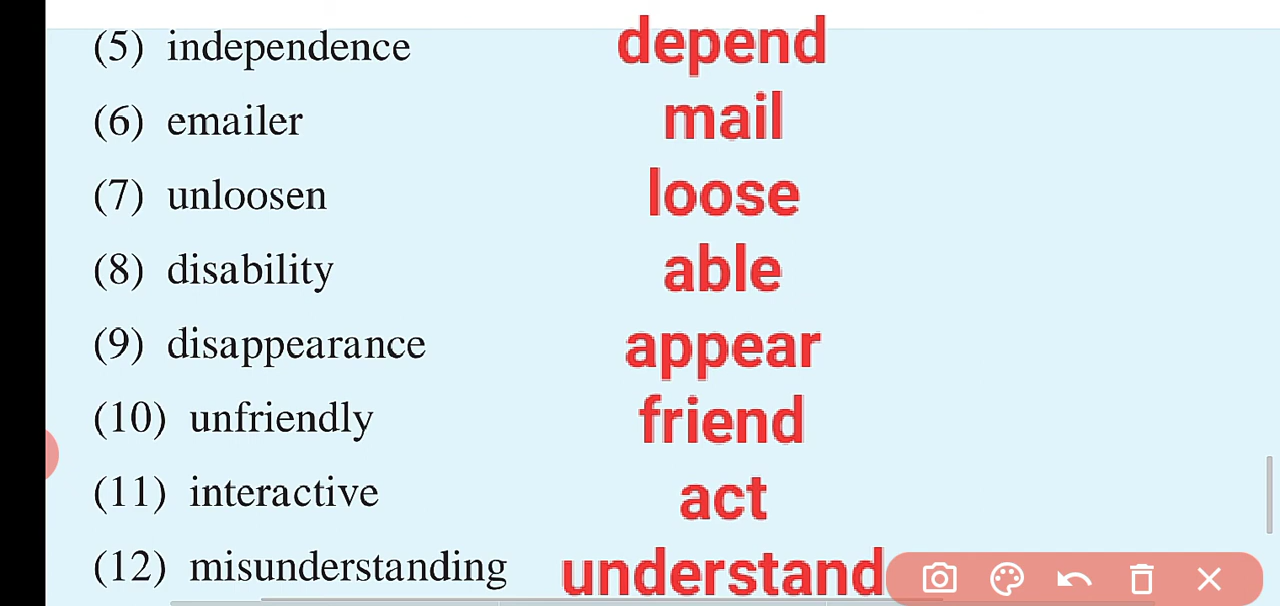 (5) independence depend
(6) emailer mail
(7) unloosen loose
(8) disability able
(9) disappearance appear
(10) unfriendly friend
(11) interactive act
(12) misunderstanding understand